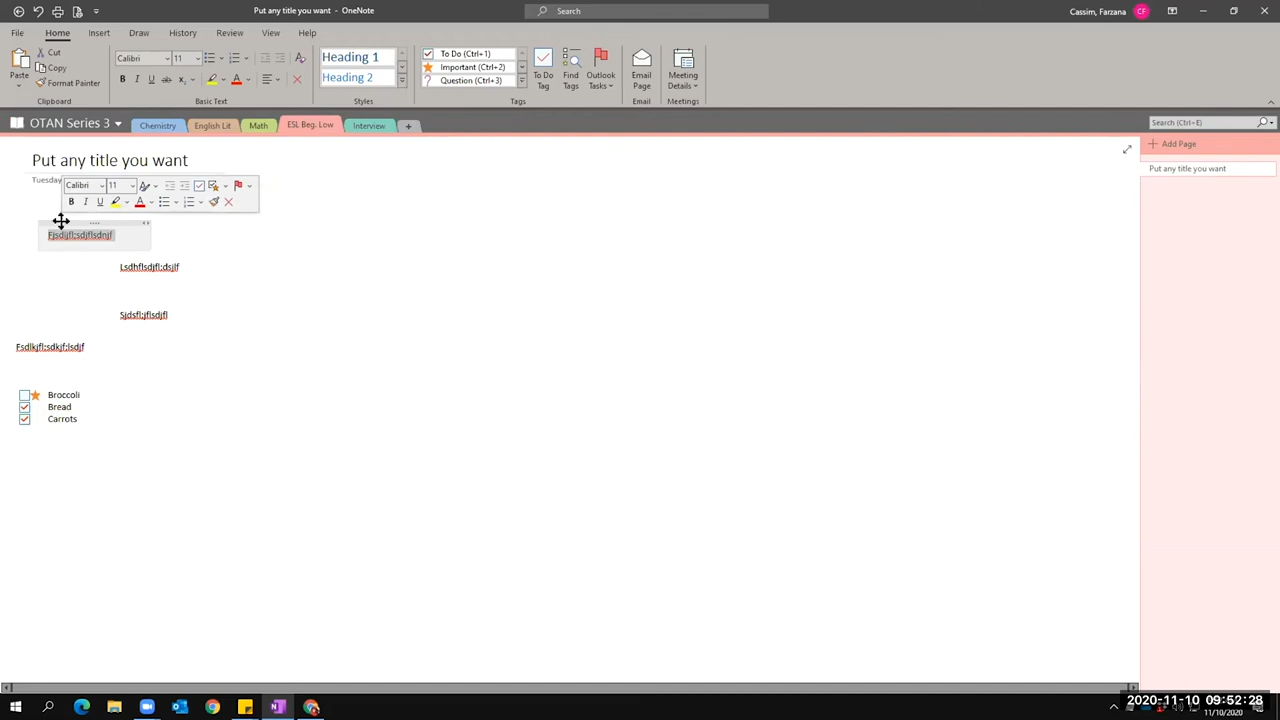 Put any title you want - OneNote
Search
Cassim, Farzana
CF
File
Home
Insert
Draw
History
Review
View
Help
Paste
Cut
Copy
Format Painter
Clipboard
Calibri
11
B
I
U
ab
X
A
Basic Text
Heading 1
Heading 2
Styles
To Do (Ctrl+1)
Important (Ctrl+2)
Question (Ctrl+3)
To Do
Tag
Find
Tags
Outlook
Tasks
Tags
Email
Page
Email
Meeting
Details
Meetings
OTAN Series 3
Chemistry
English Lit
Math
ESL Beg. Low
Interview
Search (Ctrl+E)
Put any title you want
Add Page
Put any title you want
Tuesday
Calibri
11
B
I
U
A
Fjsdijfl;sdjflsdnjf
Lsdhflsdjfl;dsjlf
Sjdsfl;jflsdjfl
Fsdlkjfl;sdkjf;lsdjf
Broccoli
Bread
Carrots
2020-11-10 09:52:28
11/10/2020